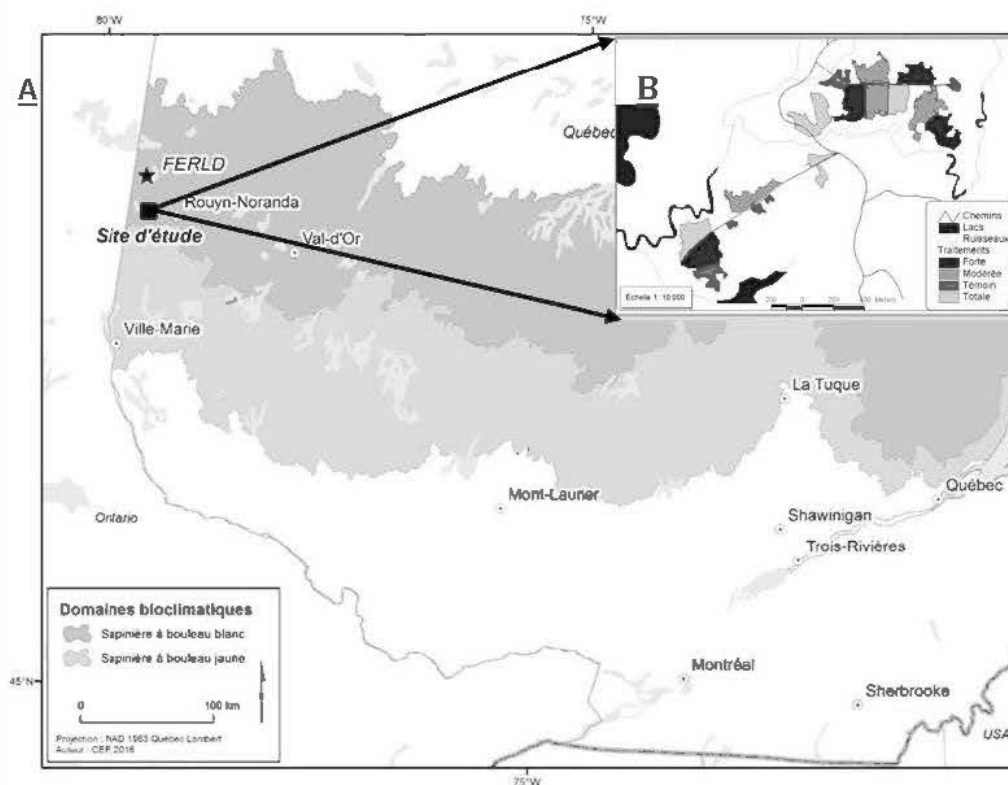 80°W
75°W
A
B
Québec
FERLD
Rouyn-Noranda
Site d'étude
Val-d'Or
Chemins
Lacs
Ruisseaux
Traitements
Forte
Modérée
Témoin
Totale
Echelle 1: 10 000
Ville-Marie
La Tuque
Québec
Mont-Laurier
Ontario
Shawinigan
Trois-Rivières
Domaines bioclimatiques
Sapinière à bouleau blanc
Sapinière à bouleau jaune
0 100 km
Projection : NAD 1983 Québec Lambert
Auteur : CEF 2016
45°N
Montréal
Sherbrooke
USA
75°W